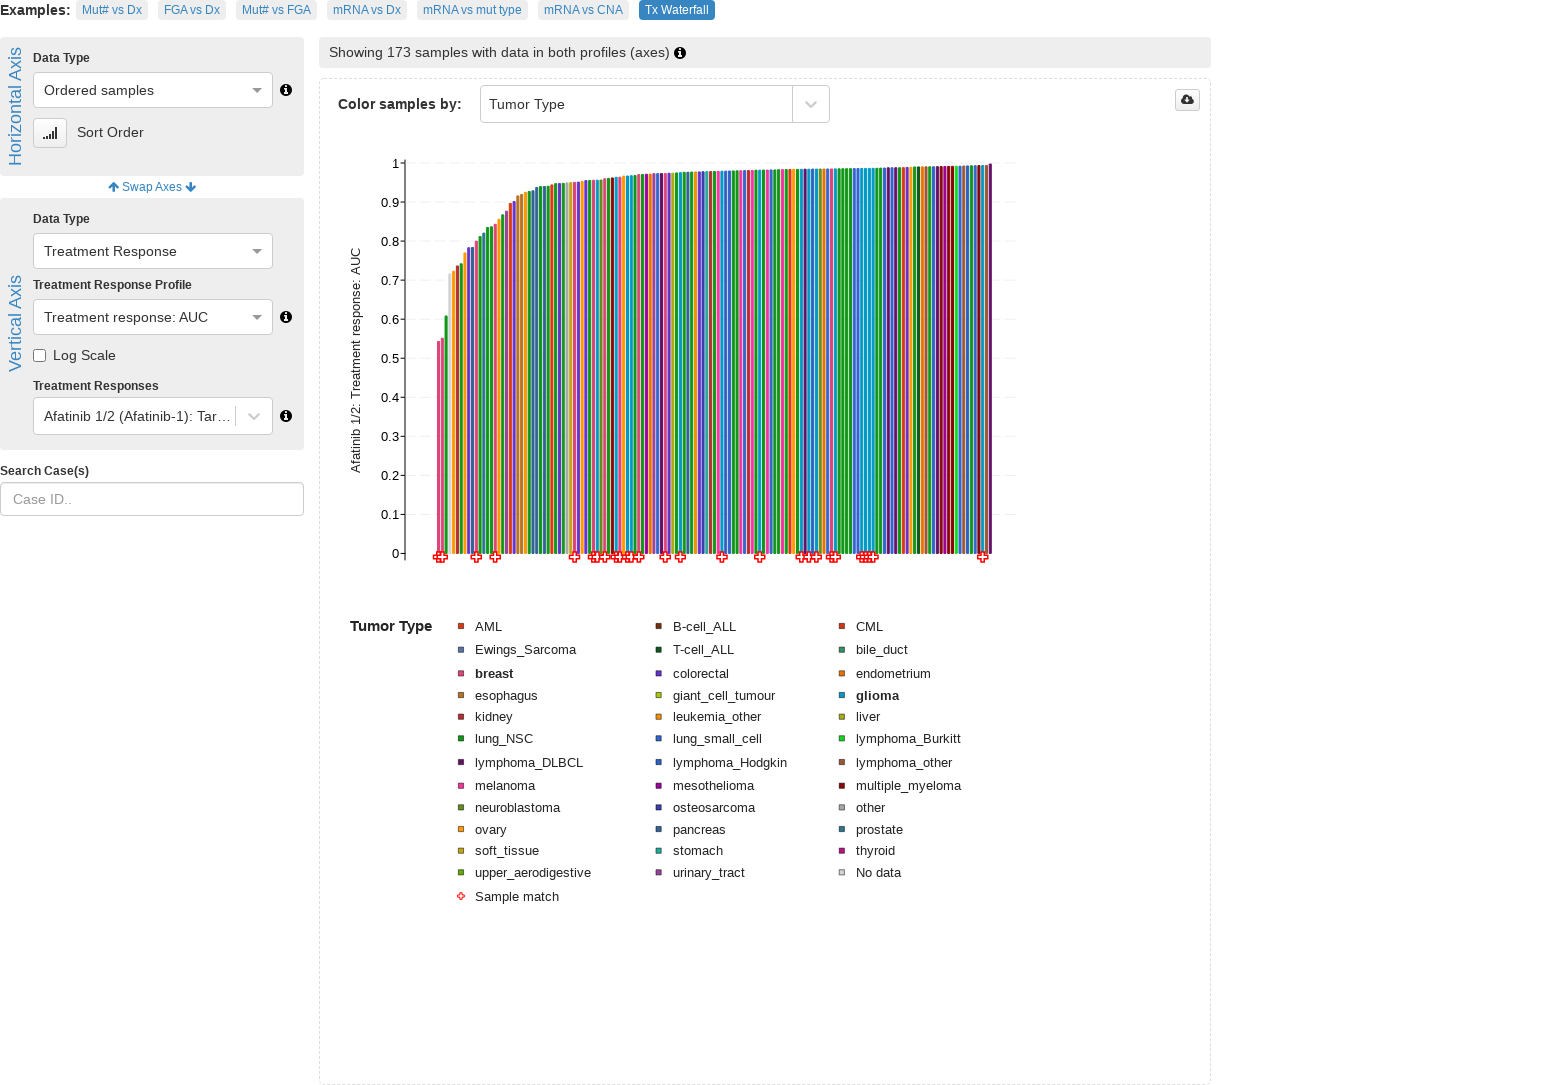 Examples: Mut# vs Dx FGA vs Dx Mut# vs FGA mRNA vs Dx mRNA vs mut type mRNA vs CNA Tx Waterfall
Horizontal Axis
Data Type
Ordered samples
Sort Order
Swap Axes
Vertical Axis
Data Type
Treatment Response
Treatment Response Profile
Treatment response: AUC
Log Scale
Treatment Responses
Afatinib 1/2 (Afatinib-1): Tar…
Search Case(s)
Case ID..
Showing 173 samples with data in both profiles (axes)
Color samples by: Tumor Type
Afatinib 1/2: Treatment response: AUC
1
0.9
0.8
0.7
0.6
0.5
0.4
0.3
0.2
0.1
0
Tumor Type
AML B-cell_ALL CML
Ewings_Sarcoma T-cell_ALL bile_duct
breast colorectal endometrium
esophagus giant_cell_tumour glioma
kidney leukemia_other liver
lung_NSC lung_small_cell lymphoma_Burkitt
lymphoma_DLBCL lymphoma_Hodgkin lymphoma_other
melanoma mesothelioma multiple_myeloma
neuroblastoma osteosarcoma other
ovary pancreas prostate
soft_tissue stomach thyroid
upper_aerodigestive urinary_tract No data
Sample match